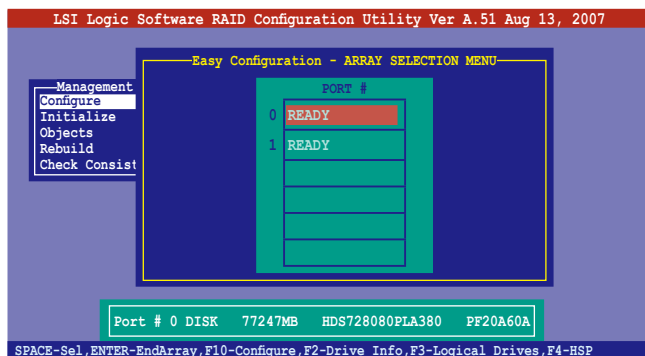 LSI Logic Software RAID Configuration Utility Ver A.51 Aug 13, 2007
Easy Configuration - ARRAY SELECTION MENU
Management
Configure
Initialize
Objects
Rebuild
Check Consist
PORT #
0 READY
1 READY
Port # 0 DISK 77247MB HDS728080PLA380 PF20A60A
SPACE-Sel,ENTER-EndArray,F10-Configure,F2-Drive Info,F3-Logical Drives,F4-HSP